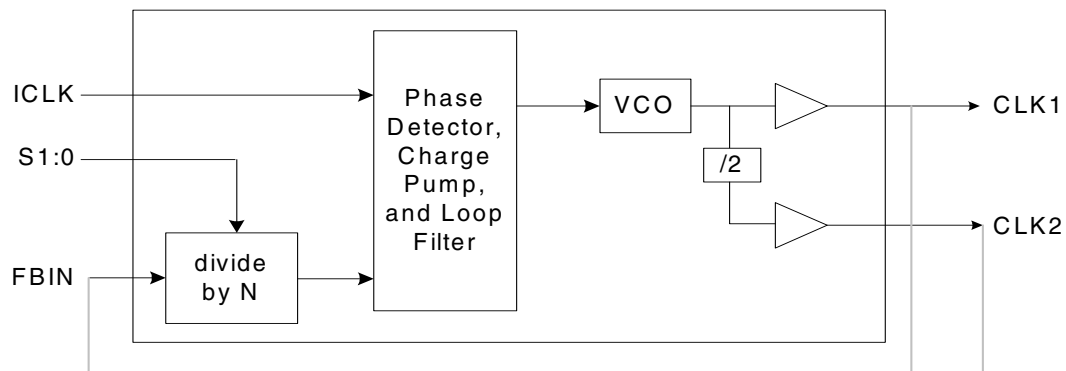 ICLK
S1:0
FBIN
divide
by N
Phase
Detector,
Charge
Pump,
and Loop
Filter
VCO
/2
CLK1
CLK2